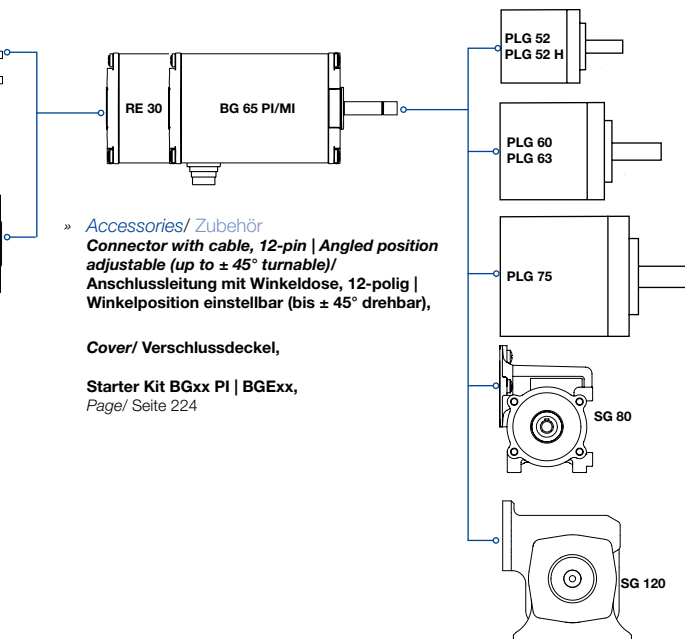 PLG 52
PLG 52 H
RE 30
BG 65 PI/MI
PLG 60
PLG 63
» Accessories/ Zubehör
Connector with cable, 12-pin | Angled position
adjustable (up to ± 45° turnable)/
Anschlussleitung mit Winkeldose, 12-polig |
Winkelposition einstellbar (bis ± 45° drehbar),
PLG 75
Cover/ Verschlussdeckel,
Starter Kit BGxx PI | BGExx,
Page/ Seite 224
SG 80
SG 120